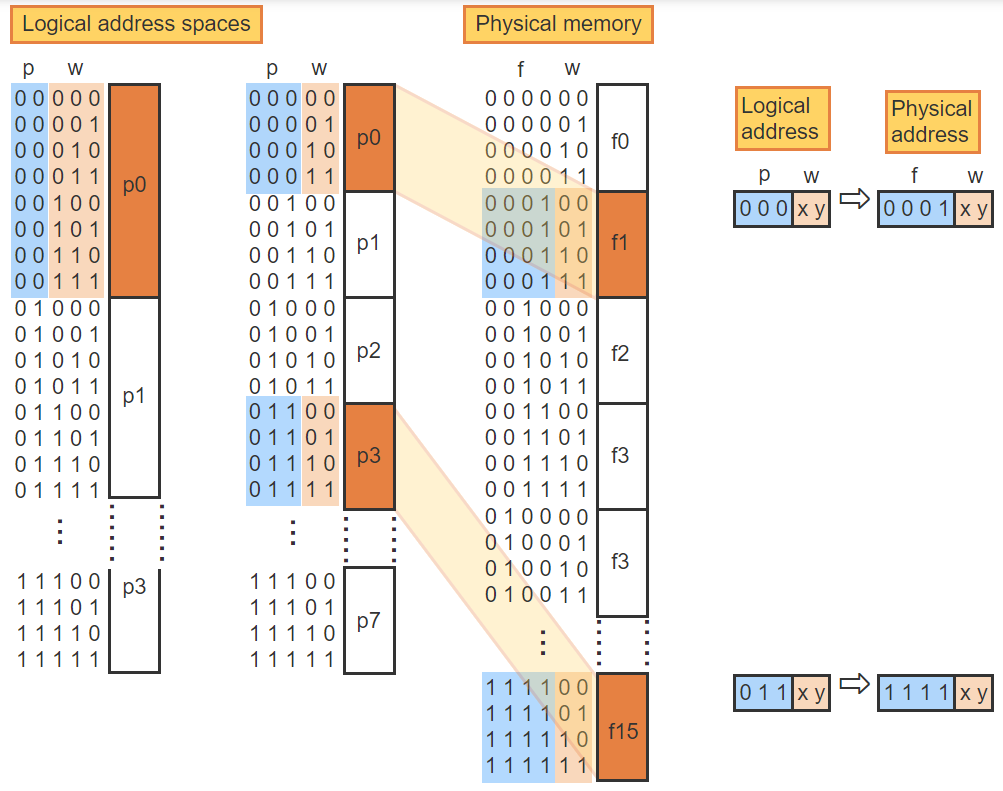 Logical address spaces
p w
0 0 0 0 0
0 0 0 0 1
0 0 0 1 0
0 0 0 1 1
0 0 1 0 0
0 0 1 0 1
0 0 1 1 0
0 0 1 1 1
p0
0 1 0 0 0
0 1 0 0 1
0 1 0 1 0
0 1 0 1 1
0 1 1 0 0
0 1 1 0 1
0 1 1 1 0
0 1 1 1 1
p1
1 1 1 0 0
1 1 1 0 1
1 1 1 1 0
1 1 1 1 1
p3
p w
0 0 0 0 0
0 0 0 0 1
0 0 0 1 0
0 0 0 1 1
p0
0 0 1 0 0
0 0 1 0 1
0 0 1 1 0
0 0 1 1 1
p1
0 1 0 0 0
0 1 0 0 1
0 1 0 1 0
0 1 0 1 1
p2
0 1 1 0 0
0 1 1 0 1
0 1 1 1 0
0 1 1 1 1
p3
1 1 1 0 0
1 1 1 0 1
1 1 1 1 0
1 1 1 1 1
p7
Physical memory
f w
0 0 0 0 0 0
0 0 0 0 0 1
0 0 0 0 1 0
0 0 0 0 1 1
f0
0 0 0 1 0 0
0 0 0 1 0 1
0 0 0 1 1 0
0 0 0 1 1 1
f1
0 0 1 0 0 0
0 0 1 0 0 1
0 0 1 0 1 0
0 0 1 0 1 1
f2
0 0 1 1 0 0
0 0 1 1 0 1
0 0 1 1 1 0
0 0 1 1 1 1
f3
0 1 0 0 0 0
0 1 0 0 0 1
0 1 0 0 1 0
0 1 0 0 1 1
f3
1 1 1 1 0 0
1 1 1 1 0 1
1 1 1 1 1 0
1 1 1 1 1 1
f15
Logical
address
Physical
address
p w
f w
0 0 0 x y
0 0 0 1 x y
0 1 1 x y
1 1 1 1 x y